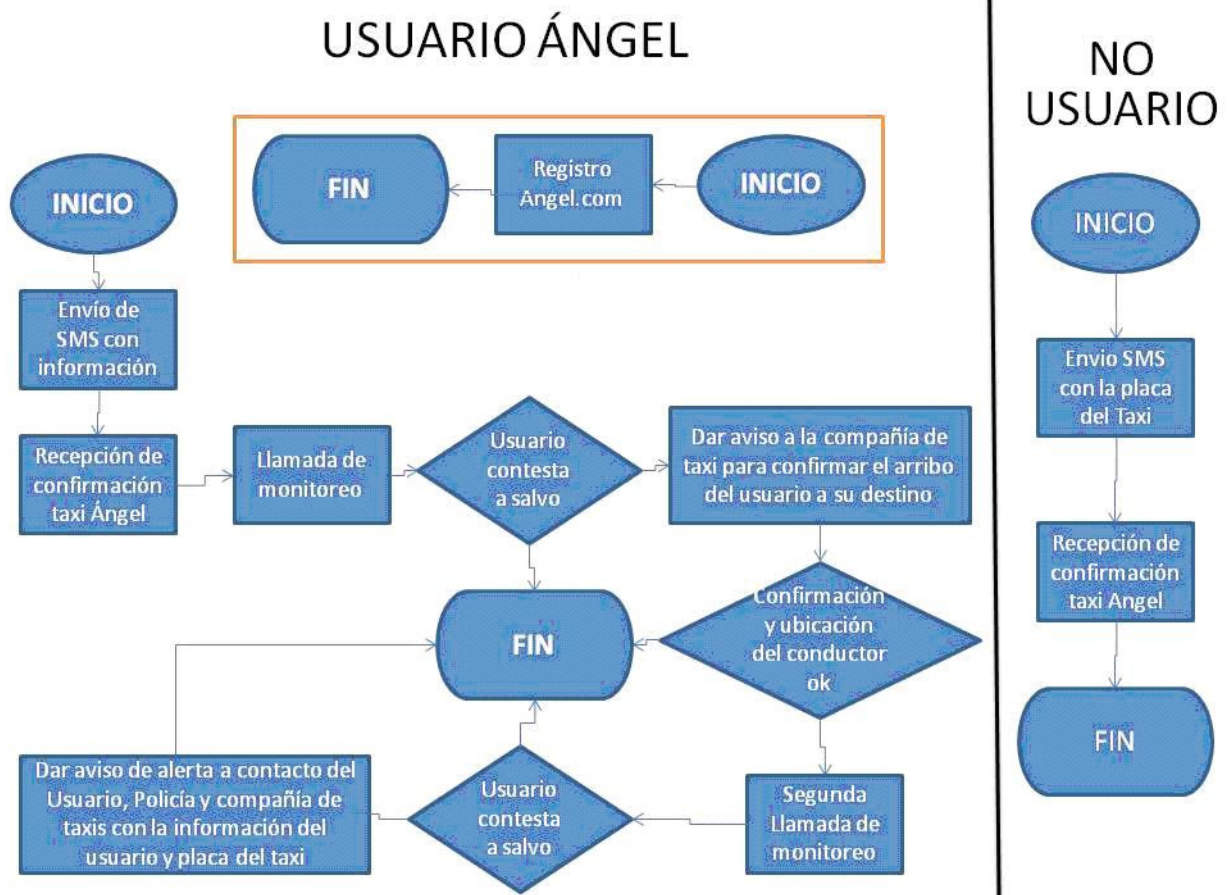 USUARIO ÁNGEL
FIN
Registro
Angel.com
INICIO
INICIO
Envío de
SMS con
información
Recepción de
confirmación
taxi Ángel
Llamada de
monitoreo
Usuario
contesta
a salvo
Dar aviso a la compañía de
taxi para confirmar el arribo
del usuario a su destino
Confirmación
y ubicación
del conductor
ok
FIN
Segunda
Llamada de
monitoreo
Usuario
contesta
a salvo
Dar aviso de alerta a contacto del
Usuario, Policía y compañía de
taxis con la información del
usuario y placa del taxi
NO
USUARIO
INICIO
Envio SMS
con la placa
del Taxi
Recepción de
confirmación
taxi Angel
FIN